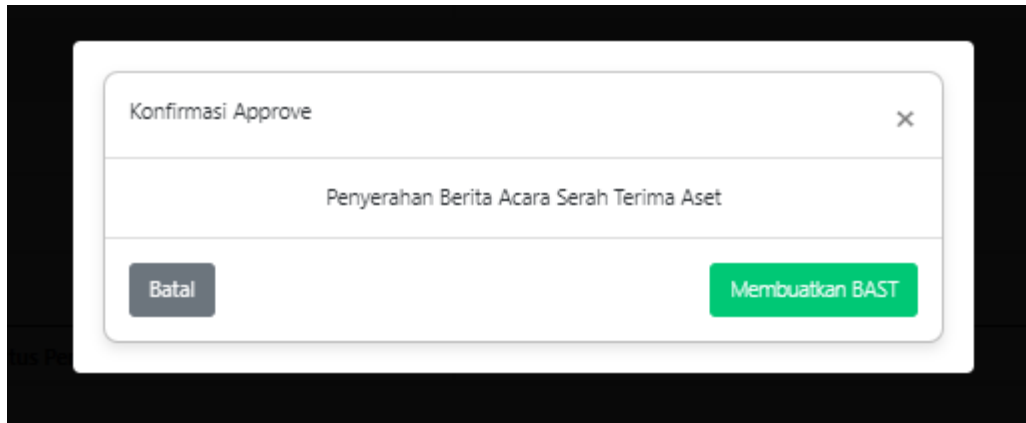 Konfirmasi Approve
×
Penyerahan Berita Acara Serah Terima Aset
Batal
Membuatkan BAST